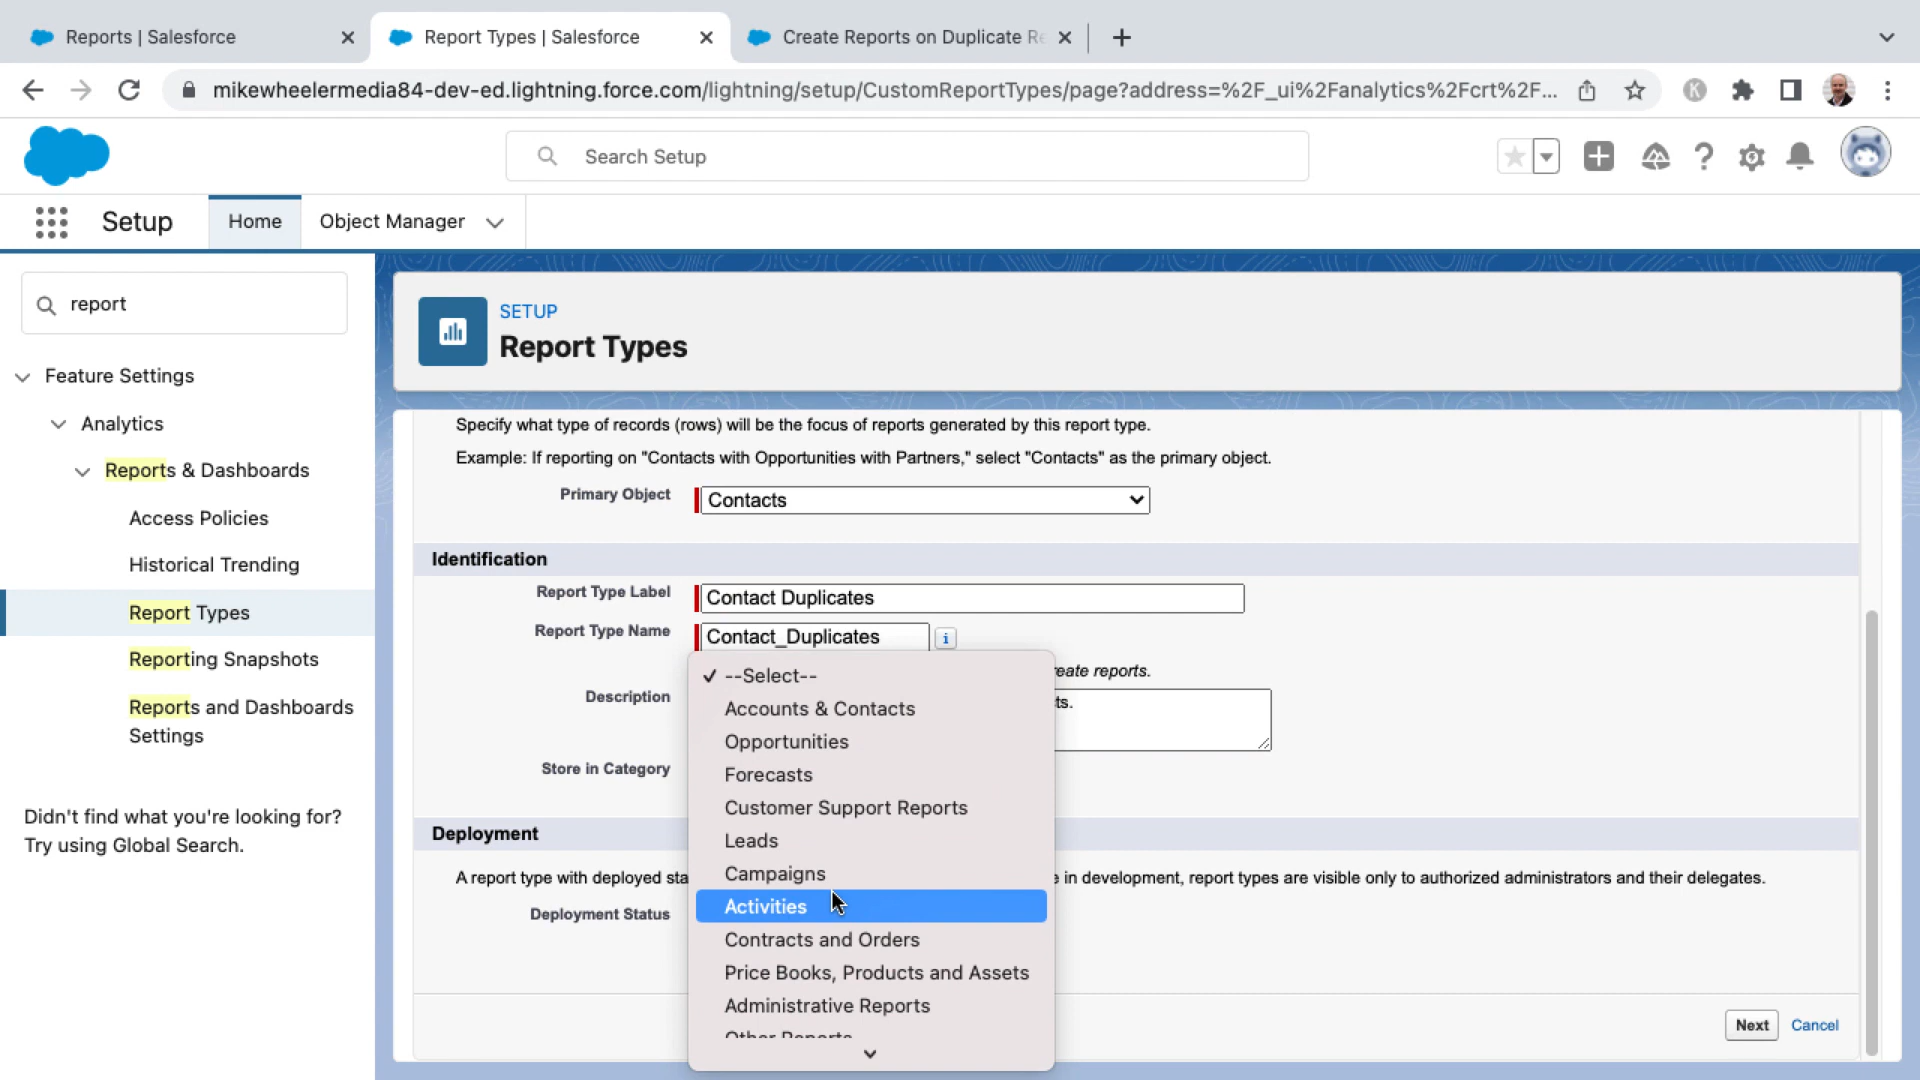 Reports | Salesforce
Report Types | Salesforce
Create Reports on Duplicate Re
mikewheelermedia84-dev-ed.lightning.force.com/lightning/setup/CustomReportTypes/page?address=%2F_ui%2Fanalytics%2Fcrt%2F...
K
Search Setup
Setup
Home
Object Manager
report
Feature Settings
Analytics
Reports & Dashboards
Access Policies
Historical Trending
Report Types
Reporting Snapshots
Reports and Dashboards
Settings
Didn't find what you're looking for?
Try using Global Search.
SETUP
Report Types
Specify what type of records (rows) will be the focus of reports generated by this report type.
Example: If reporting on "Contacts with Opportunities with Partners," select "Contacts" as the primary object.
Primary Object
Contacts
Identification
Report Type Label
Contact Duplicates
Report Type Name
Contact_Duplicates
i
reate reports.
Description
ts.
Store in Category
--Select--
Accounts & Contacts
Opportunities
Forecasts
Customer Support Reports
Leads
Campaigns
Activities
Contracts and Orders
Price Books, Products and Assets
Administrative Reports
Other Reports
Deployment
A report type with deployed sta
e in development, report types are visible only to authorized administrators and their delegates.
Deployment Status
Next
Cancel